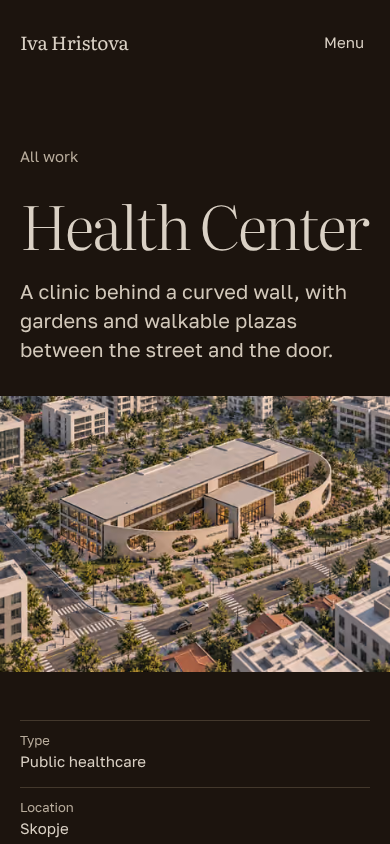 Iva Hristova
Menu
All work
Health Center
A clinic behind a curved wall, with
gardens and walkable plazas
between the street and the door.
Type
Public healthcare
Location
Skopje